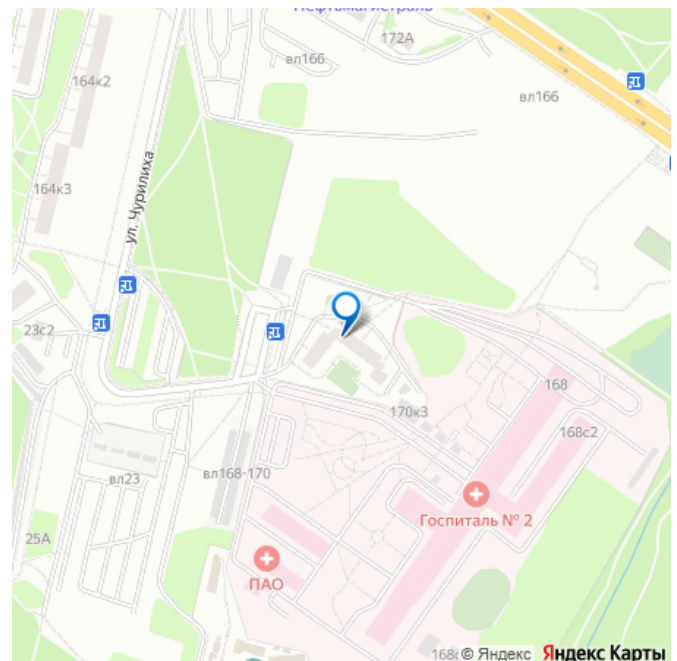 Нефтьмагистраль
172А
вл166
164к2
вл166
ул. Чурилиха
164к3
23с2
168
170к3
168с2
вл23
вл168-170
Госпиталь № 2
25А
ПАО
© Яндекс Яндекс Карты